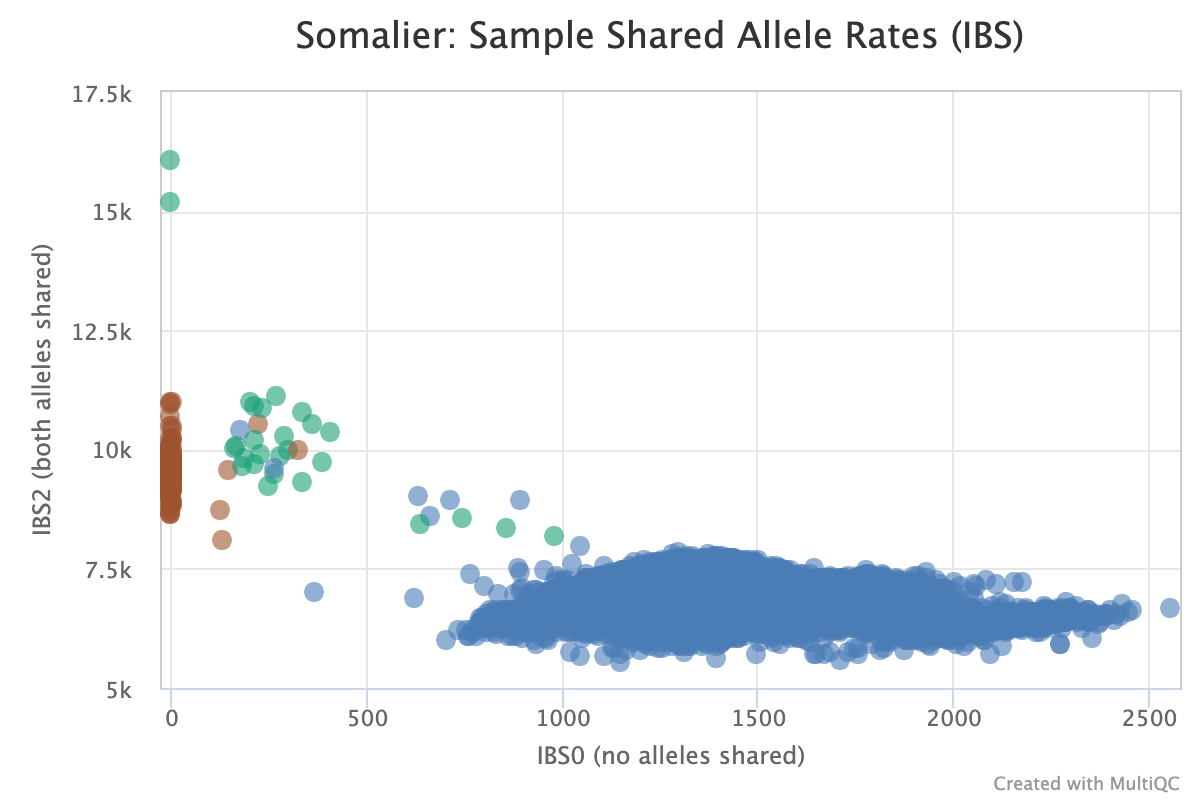 Somalier: Sample Shared Allele Rates (IBS)
17.5k
15k
12.5k
10k
7.5k
5k
IBS2 (both alleles shared)
0
500
1000
1500
2000
2500
IBS0 (no alleles shared)
Created with MultiQC